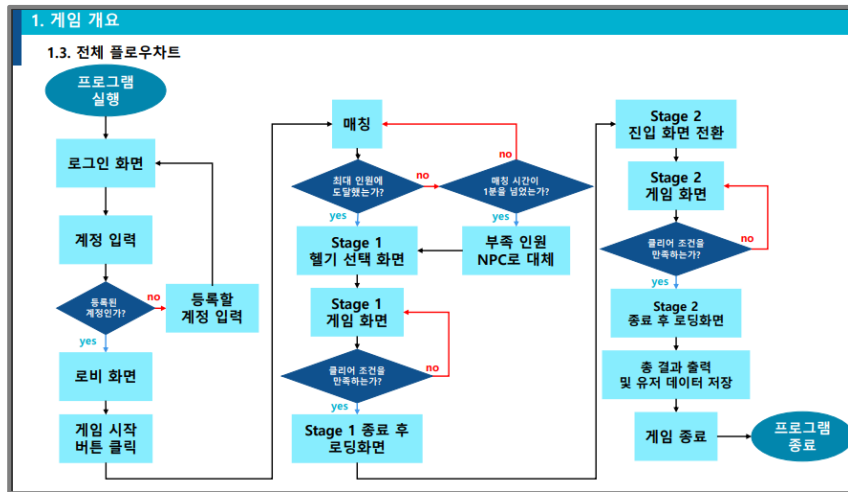 1. 게임 개요
1.3. 전체 플로우차트
프로그램
실행
로그인 화면
계정 입력
등록된
계정인가?
no
등록할
계정 입력
yes
로비 화면
게임 시작
버튼 클릭
매칭
최대 인원에
도달했는가?
no
매칭 시간이
1분을 넘었는가?
no
yes
yes
부족 인원
NPC로 대체
Stage 1
헬기 선택 화면
Stage 1
게임 화면
클리어 조건을
만족하는가?
no
yes
Stage 1 종료 후
로딩화면
Stage 2
진입 화면 전환
Stage 2
게임 화면
클리어 조건을
만족하는가?
no
yes
Stage 2
종료 후 로딩화면
총 결과 출력
및 유저 데이터 저장
게임 종료
프로그램
종료